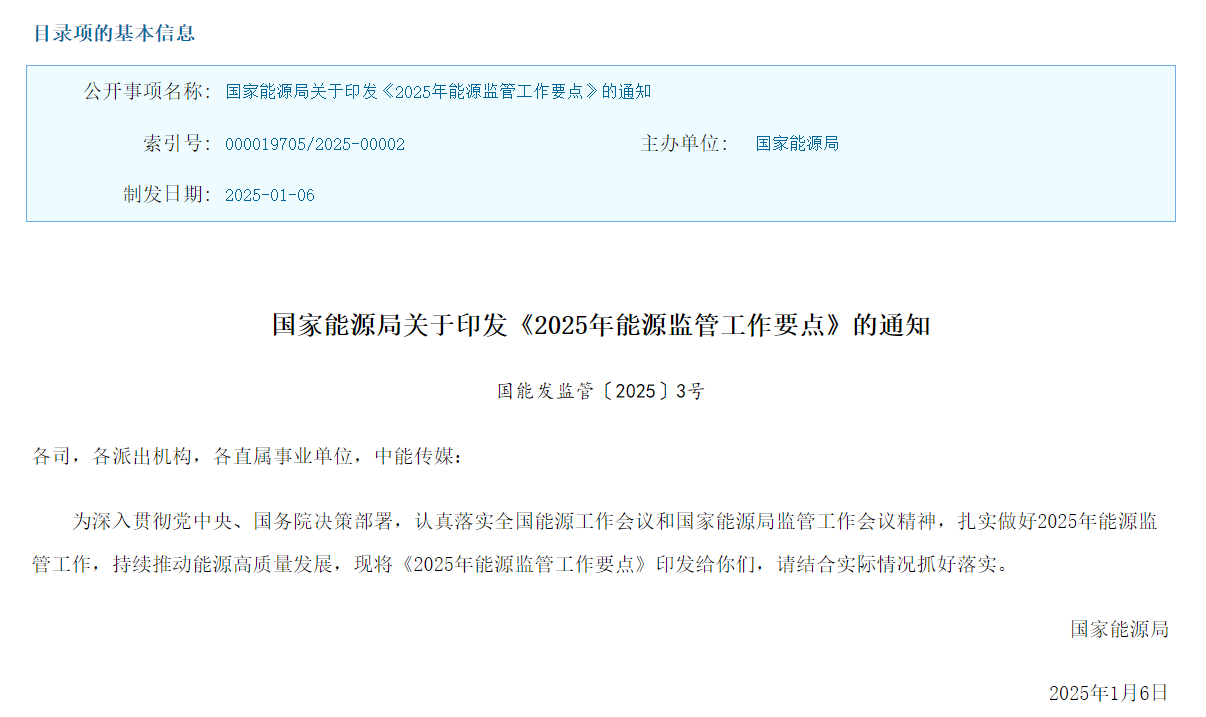 目录项的基本信息
公开事项名称: 国家能源局关于印发《2025年能源监管工作要点》的通知
索引号: 000019705/2025-00002 主办单位: 国家能源局
制发日期: 2025-01-06
国家能源局关于印发《2025年能源监管工作要点》的通知
国能发监管〔2025〕3号
各司，各派出机构，各直属事业单位，中能传媒：
为深入贯彻党中央、国务院决策部署，认真落实全国能源工作会议和国家能源局监管工作会议精神，扎实做好2025年能源监
管工作，持续推动能源高质量发展，现将《2025年能源监管工作要点》印发给你们，请结合实际情况抓好落实。
国家能源局
2025年1月6日